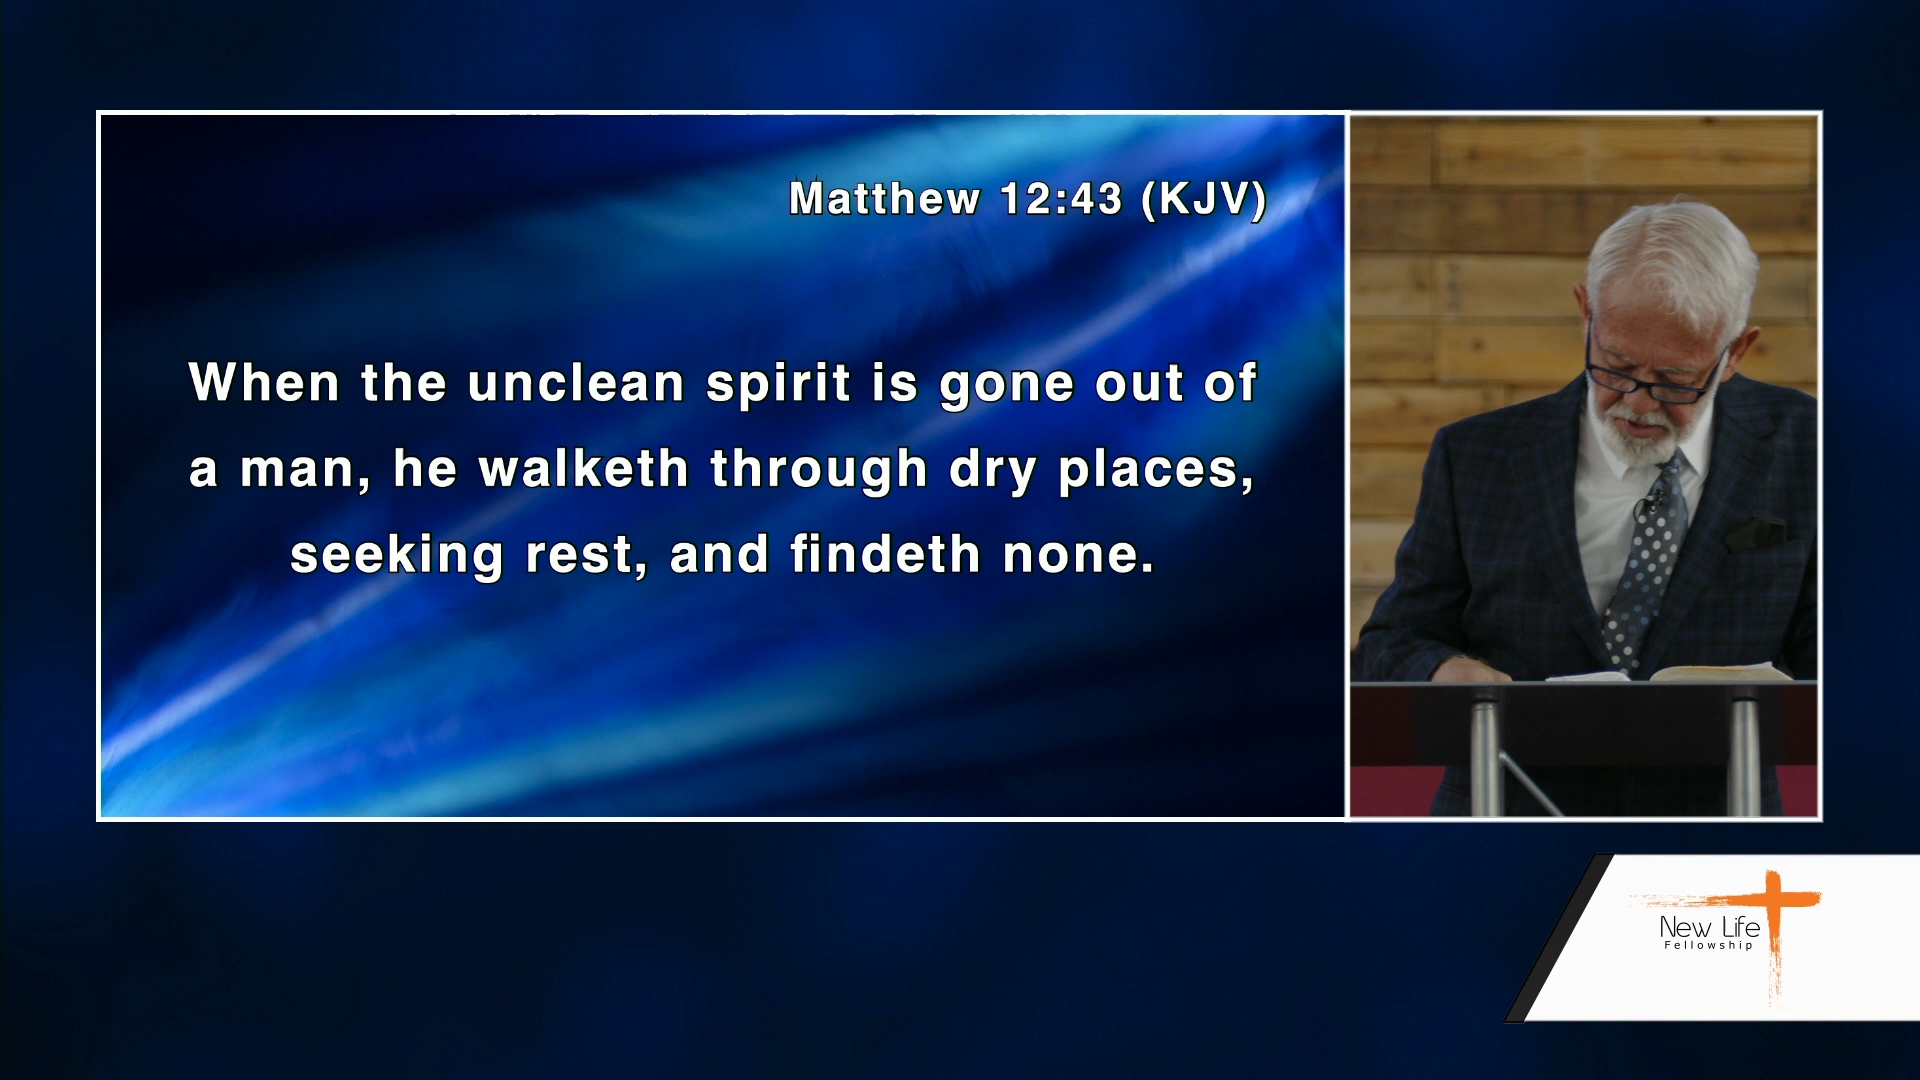 Matthew 12:43 (KJV)
When the unclean spirit is gone out of
a man, he walketh through dry places,
seeking rest, and findeth none.
New Life
Fellowship